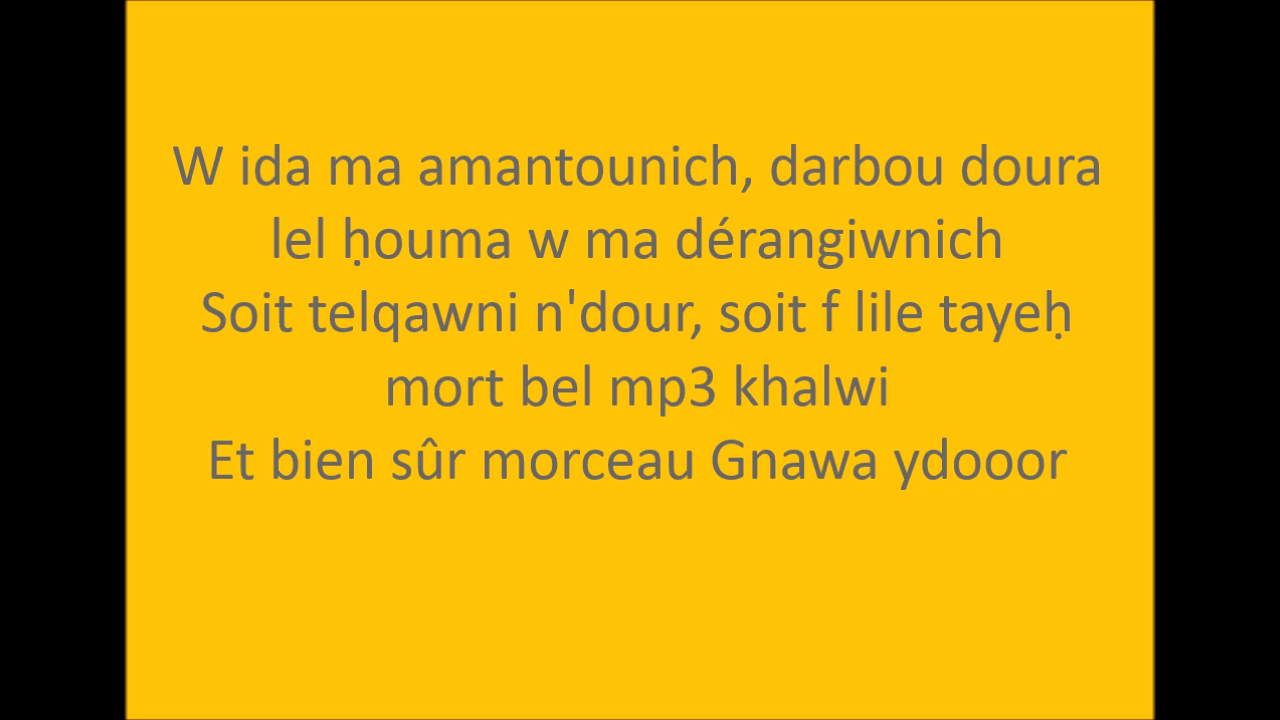 W ida ma amantounich, darbou doura
lel ḥouma w ma dérangiwnich
Soit telqawni n'dour, soit f lile tayeḥ
mort bel mp3 khalwi
Et bien sûr morceau Gnawa ydooor